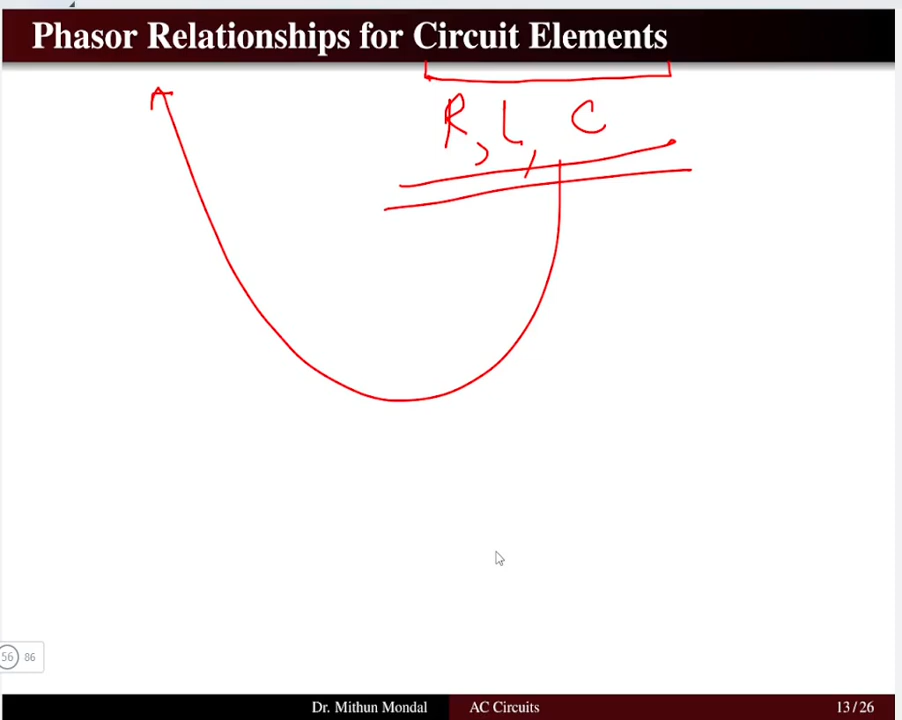 Phasor Relationships for Circuit Elements
R, L, C
56 86
Dr. Mithun Mondal AC Circuits 13/26